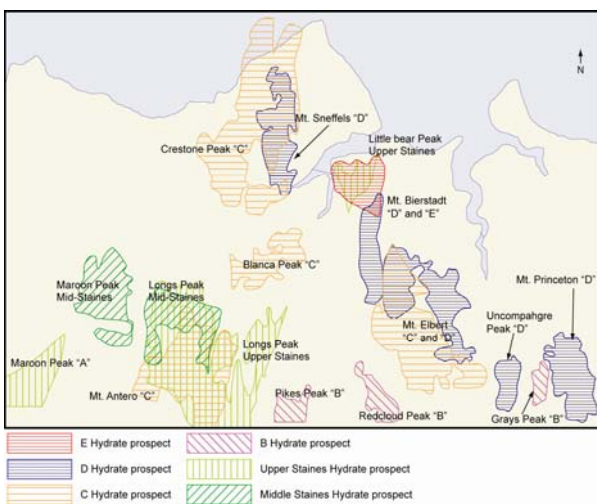 N
Mt. Sneffels "D"
Crestone Peak "C"
Little bear Peak
Upper Staines
Mt. Bierstadt
"D" and "E"
Blanca Peak "C"
Maroon Peak
Mid-Staines
Longs Peak
Mid-Staines
Mt. Princeton "D"
Uncompahgre
Peak "D"
Mt. Elbert
"C" and "D"
Longs Peak
Upper Staines
Maroon Peak "A"
Mt. Antero "C"
Pikes Peak "B"
Redcloud Peak "B"
Grays Peak "B"
E Hydrate prospect
B Hydrate prospect
D Hydrate prospect
Upper Staines Hydrate prospect
C Hydrate prospect
Middle Staines Hydrate prospect